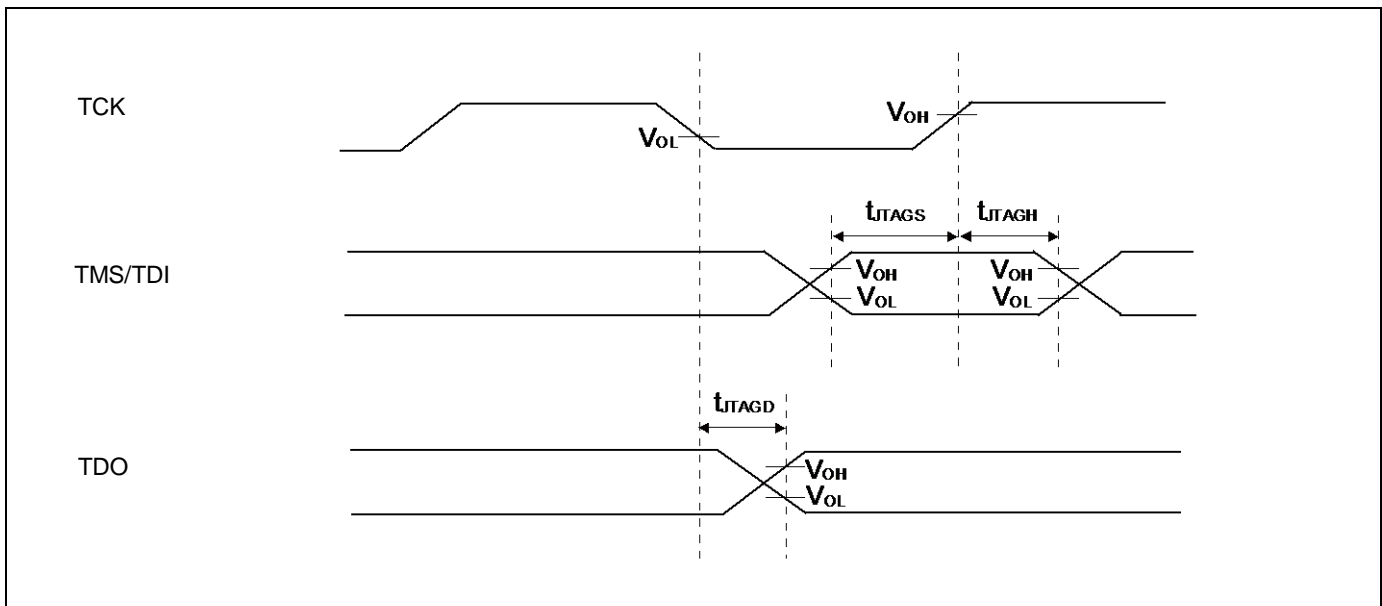 TCK
VOL
VOH
tJTAGS
tJTAGH
TMS/TDI
VOH
VOL
VOH
VOL
tJTAGD
TDO
VOH
VOL